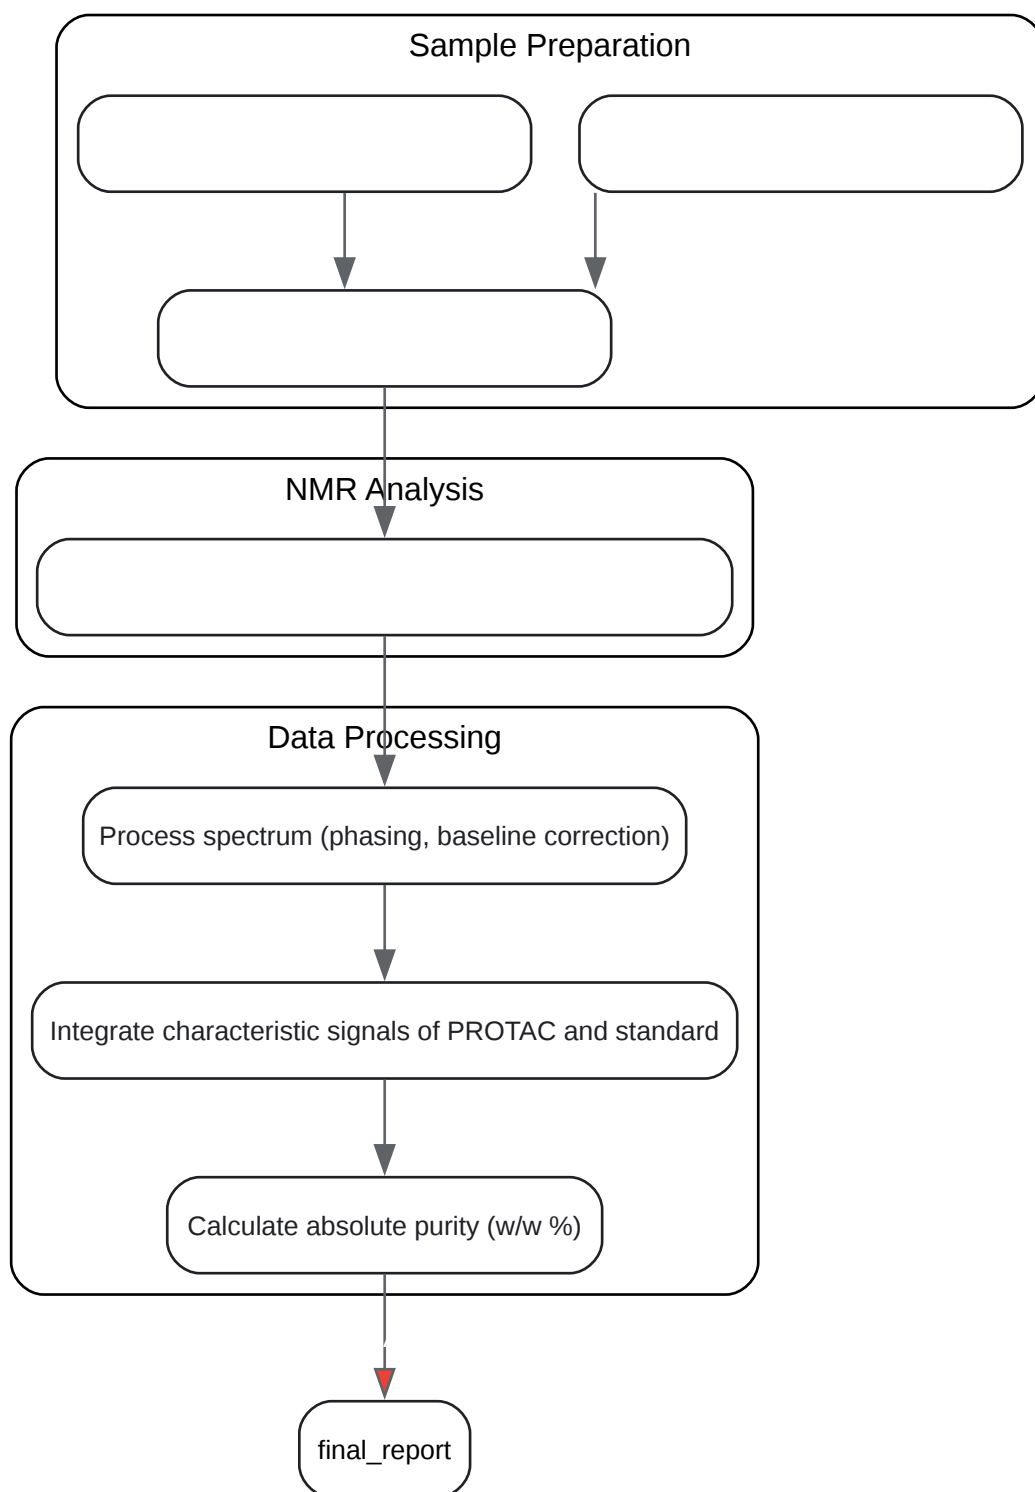 Sample Preparation
NMR Analysis
Data Processing
Process spectrum (phasing, baseline correction)
Integrate characteristic signals of PROTAC and standard
Calculate absolute purity (w/w %)
final_report